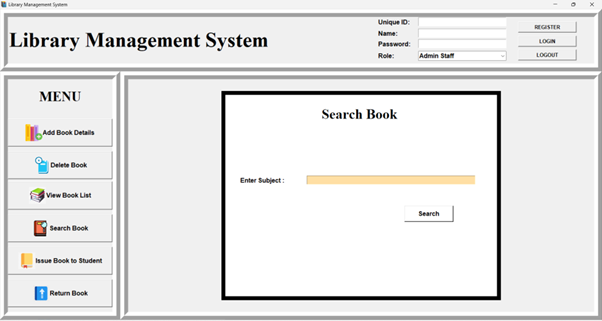 Library Management System
Library Management System
Unique ID:
Name:
Password:
Role: Admin Staff
REGISTER
LOGIN
LOGOUT
MENU
Add Book Details
Delete Book
View Book List
Search Book
Issue Book to Student
Return Book
Search Book
Enter Subject :
Search